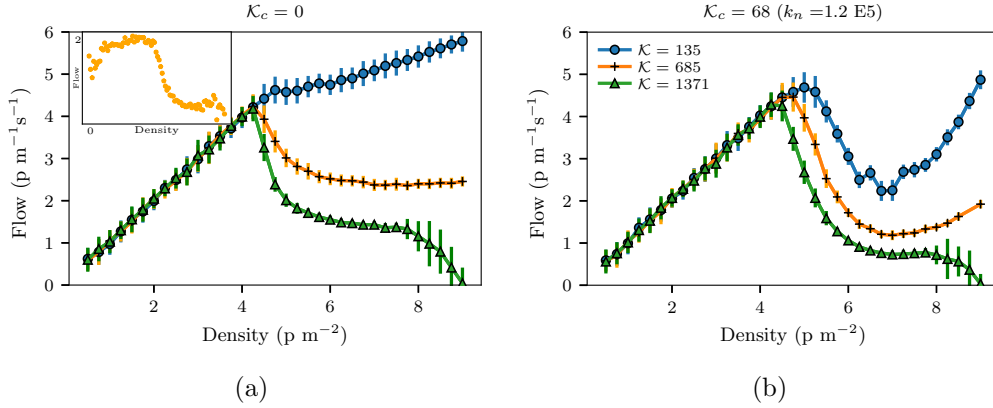 𝒦c = 0
6
5
4
3
2
1
0
Flow (p m−1s−1)
2
Flow
0
Density
2 4 6 8
Density (p m−2)
(a)
𝒦c = 68 (kn =1.2 E5)
𝒦 = 135
𝒦 = 685
𝒦 = 1371
6
5
4
3
2
1
0
Flow (p m−1s−1)
2 4 6 8
Density (p m−2)
(b)